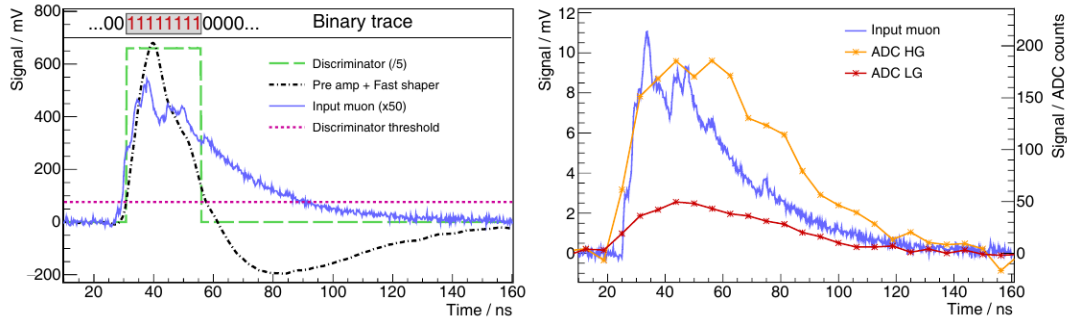 ...00 11111111 0000... Binary trace
Signal / mV
800
600
400
200
0
−200
Discriminator (/5)
Pre amp + Fast shaper
Input muon (x50)
Discriminator threshold
20 40 60 80 100 120 140 160
Time / ns
Signal / mV
12
10
8
6
4
2
0
Input muon
ADC HG
ADC LG
200
150
100
50
0
Signal / ADC counts
20 40 60 80 100 120 140 160
Time / ns